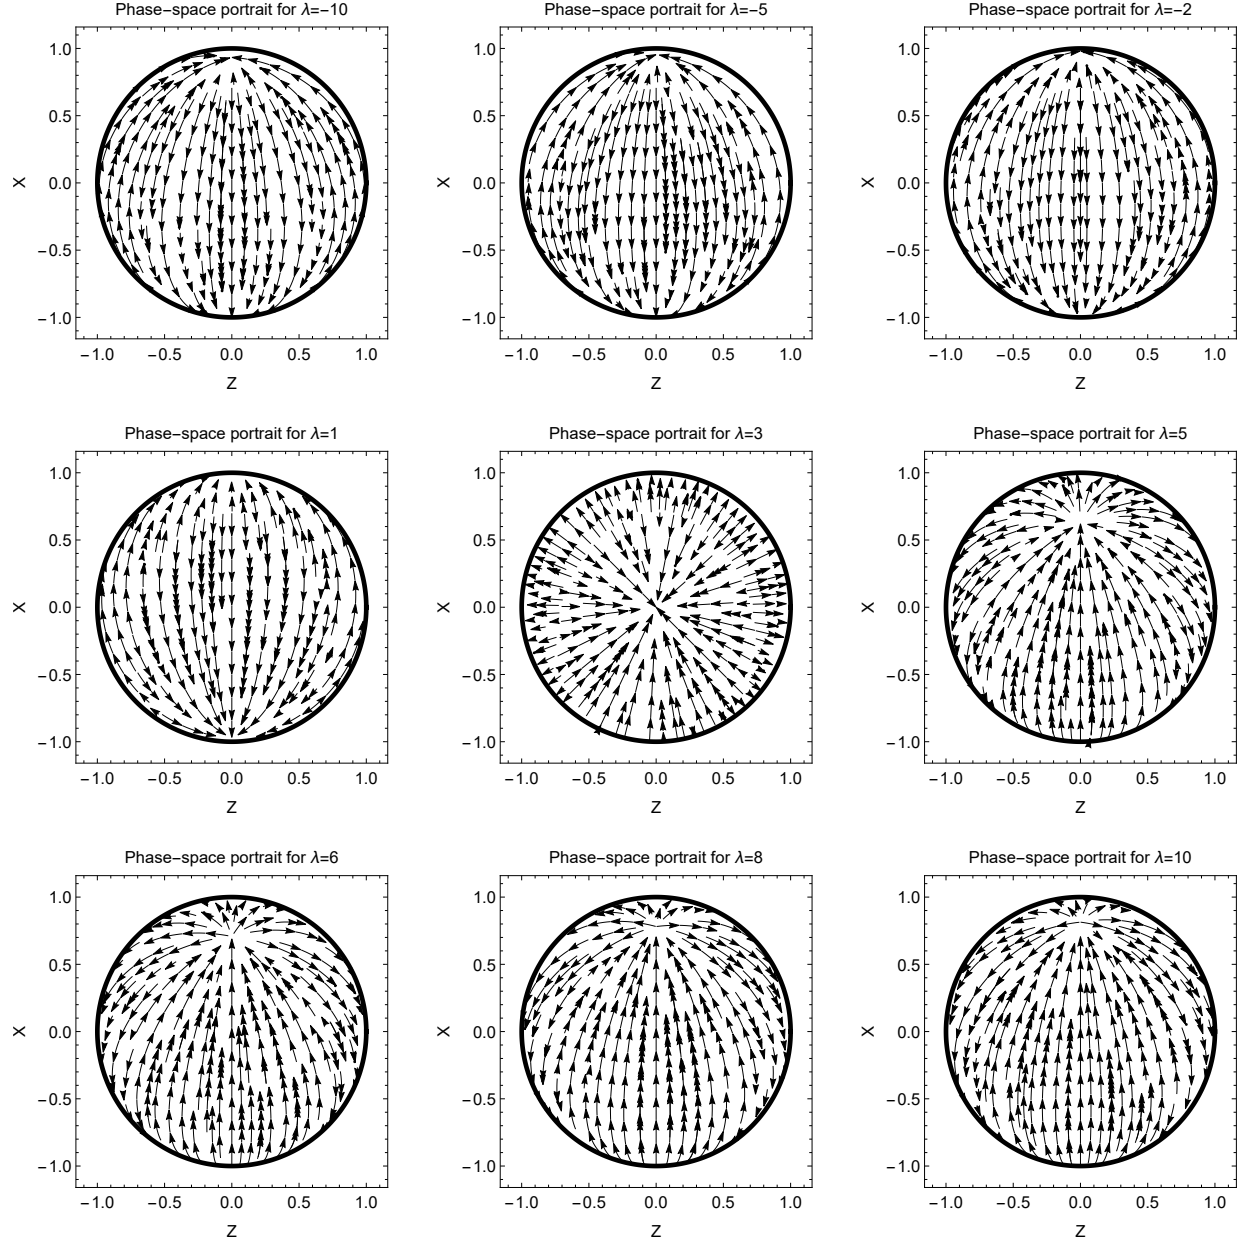 Phase−space portrait for λ=−10
Phase−space portrait for λ=−5
Phase−space portrait for λ=−2
1.0
0.5
0.0
−0.5
−1.0
X
−1.0 −0.5 0.0 0.5 1.0
Z
1.0
0.5
0.0
−0.5
−1.0
X
−1.0 −0.5 0.0 0.5 1.0
Z
1.0
0.5
0.0
−0.5
−1.0
X
−1.0 −0.5 0.0 0.5 1.0
Z
Phase−space portrait for λ=1
Phase−space portrait for λ=3
Phase−space portrait for λ=5
1.0
0.5
0.0
−0.5
−1.0
X
−1.0 −0.5 0.0 0.5 1.0
Z
1.0
0.5
0.0
−0.5
−1.0
X
−1.0 −0.5 0.0 0.5 1.0
Z
1.0
0.5
0.0
−0.5
−1.0
X
−1.0 −0.5 0.0 0.5 1.0
Z
Phase−space portrait for λ=6
Phase−space portrait for λ=8
Phase−space portrait for λ=10
1.0
0.5
0.0
−0.5
−1.0
X
−1.0 −0.5 0.0 0.5 1.0
Z
1.0
0.5
0.0
−0.5
−1.0
X
−1.0 −0.5 0.0 0.5 1.0
Z
1.0
0.5
0.0
−0.5
−1.0
X
−1.0 −0.5 0.0 0.5 1.0
Z